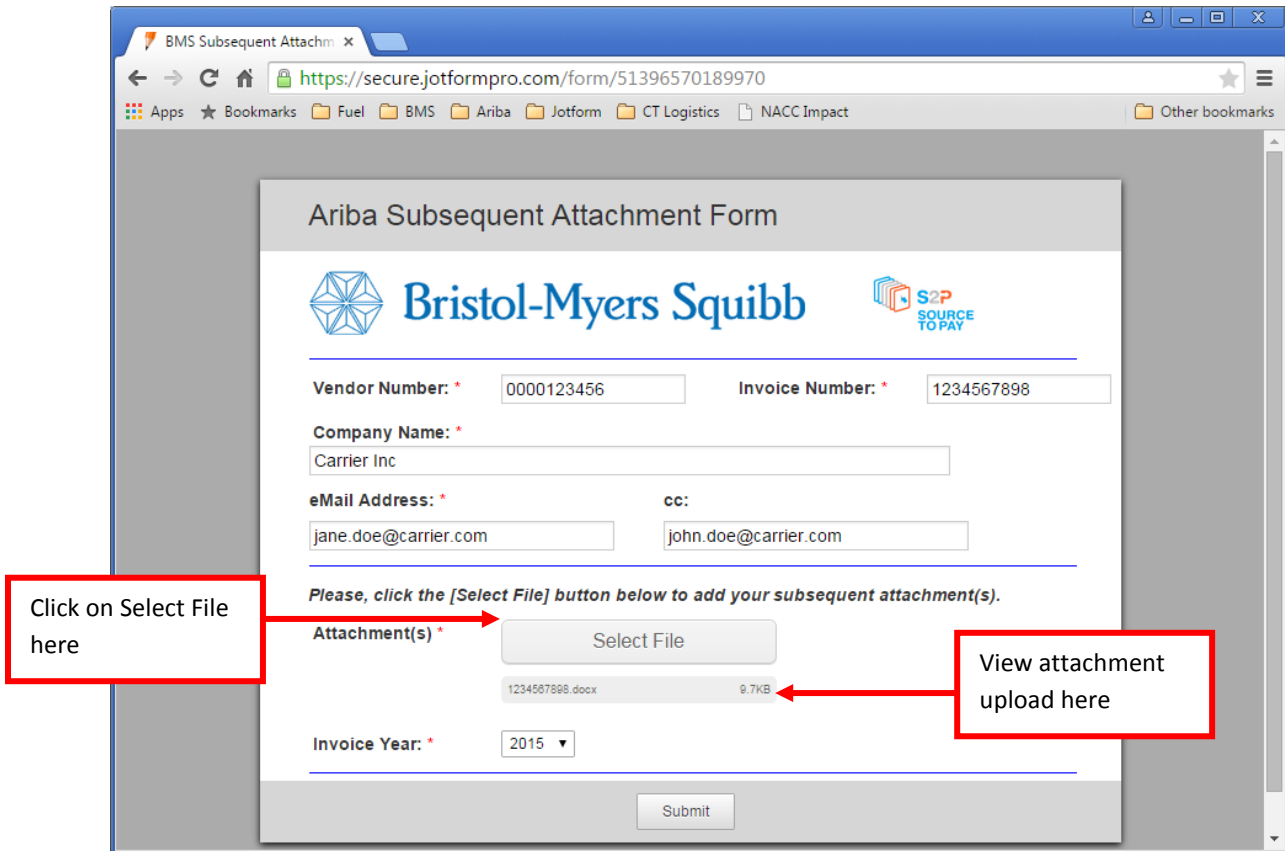 BMS Subsequent Attachm
https://secure.jotformpro.com/form/51396570189970
Apps Bookmarks Fuel BMS Ariba Jotform CT Logistics NACC Impact Other bookmarks
Ariba Subsequent Attachment Form
Bristol-Myers Squibb
S2P
SOURCE
TO PAY
Vendor Number: * 0000123456 Invoice Number: * 1234567898
Company Name: *
Carrier Inc
eMail Address: * cc:
jane.doe@carrier.com john.doe@carrier.com
Please, click the [Select File] button below to add your subsequent attachment(s).
Click on Select File
here
Attachment(s) * Select File
1234567898.docx 9.7KB
View attachment
upload here
Invoice Year: * 2015
Submit